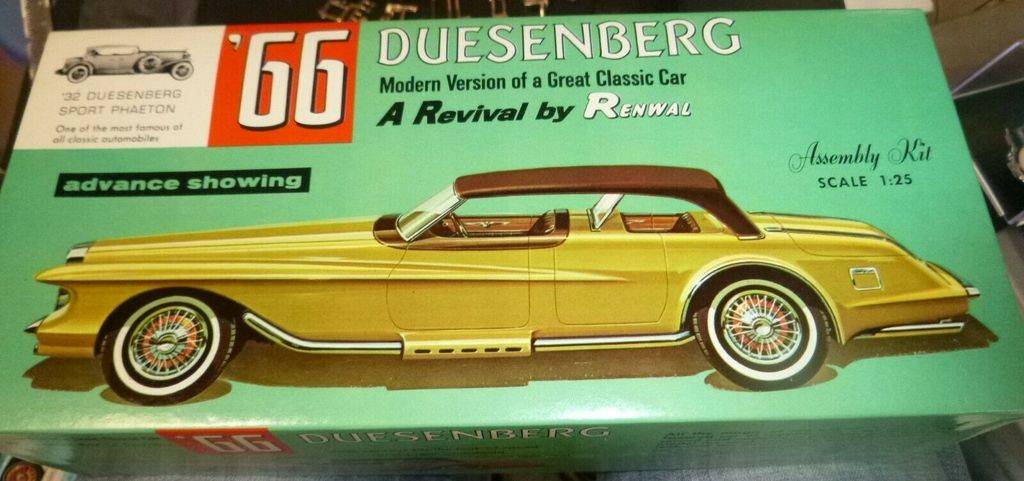 '66
DUESENBERG
Modern Version of a Great Classic Car
A Revival by RENWAL
'32 DUESENBERG
SPORT PHAETON
One of the most famous of
all classic automobiles
advance showing
Assembly Kit
SCALE 1:25
'66 DUESENBERG